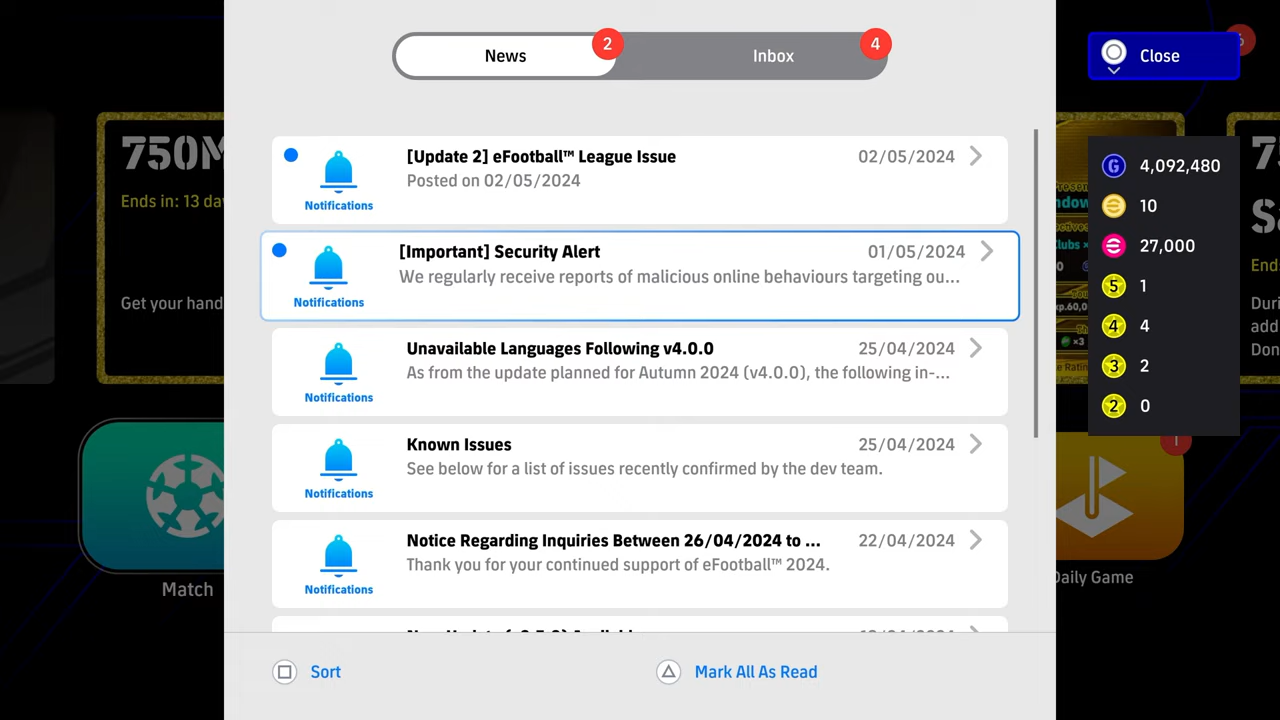 News
2
Inbox
4
Close
750M
Ends in: 13 da
Get your hand
[Update 2] eFootball™ League Issue
02/05/2024
Posted on 02/05/2024
Notifications
[Important] Security Alert
01/05/2024
We regularly receive reports of malicious online behaviours targeting ou...
Notifications
Unavailable Languages Following v4.0.0
25/04/2024
As from the update planned for Autumn 2024 (v4.0.0), the following in-...
Notifications
Known Issues
25/04/2024
See below for a list of issues recently confirmed by the dev team.
Notifications
Notice Regarding Inquiries Between 26/04/2024 to ...
22/04/2024
Thank you for your continued support of eFootball™ 2024.
Notifications
G 4,092,480
10
27,000
5 1
4 4
3 2
2 0
Match
Daily Game
1
Sort
Mark All As Read